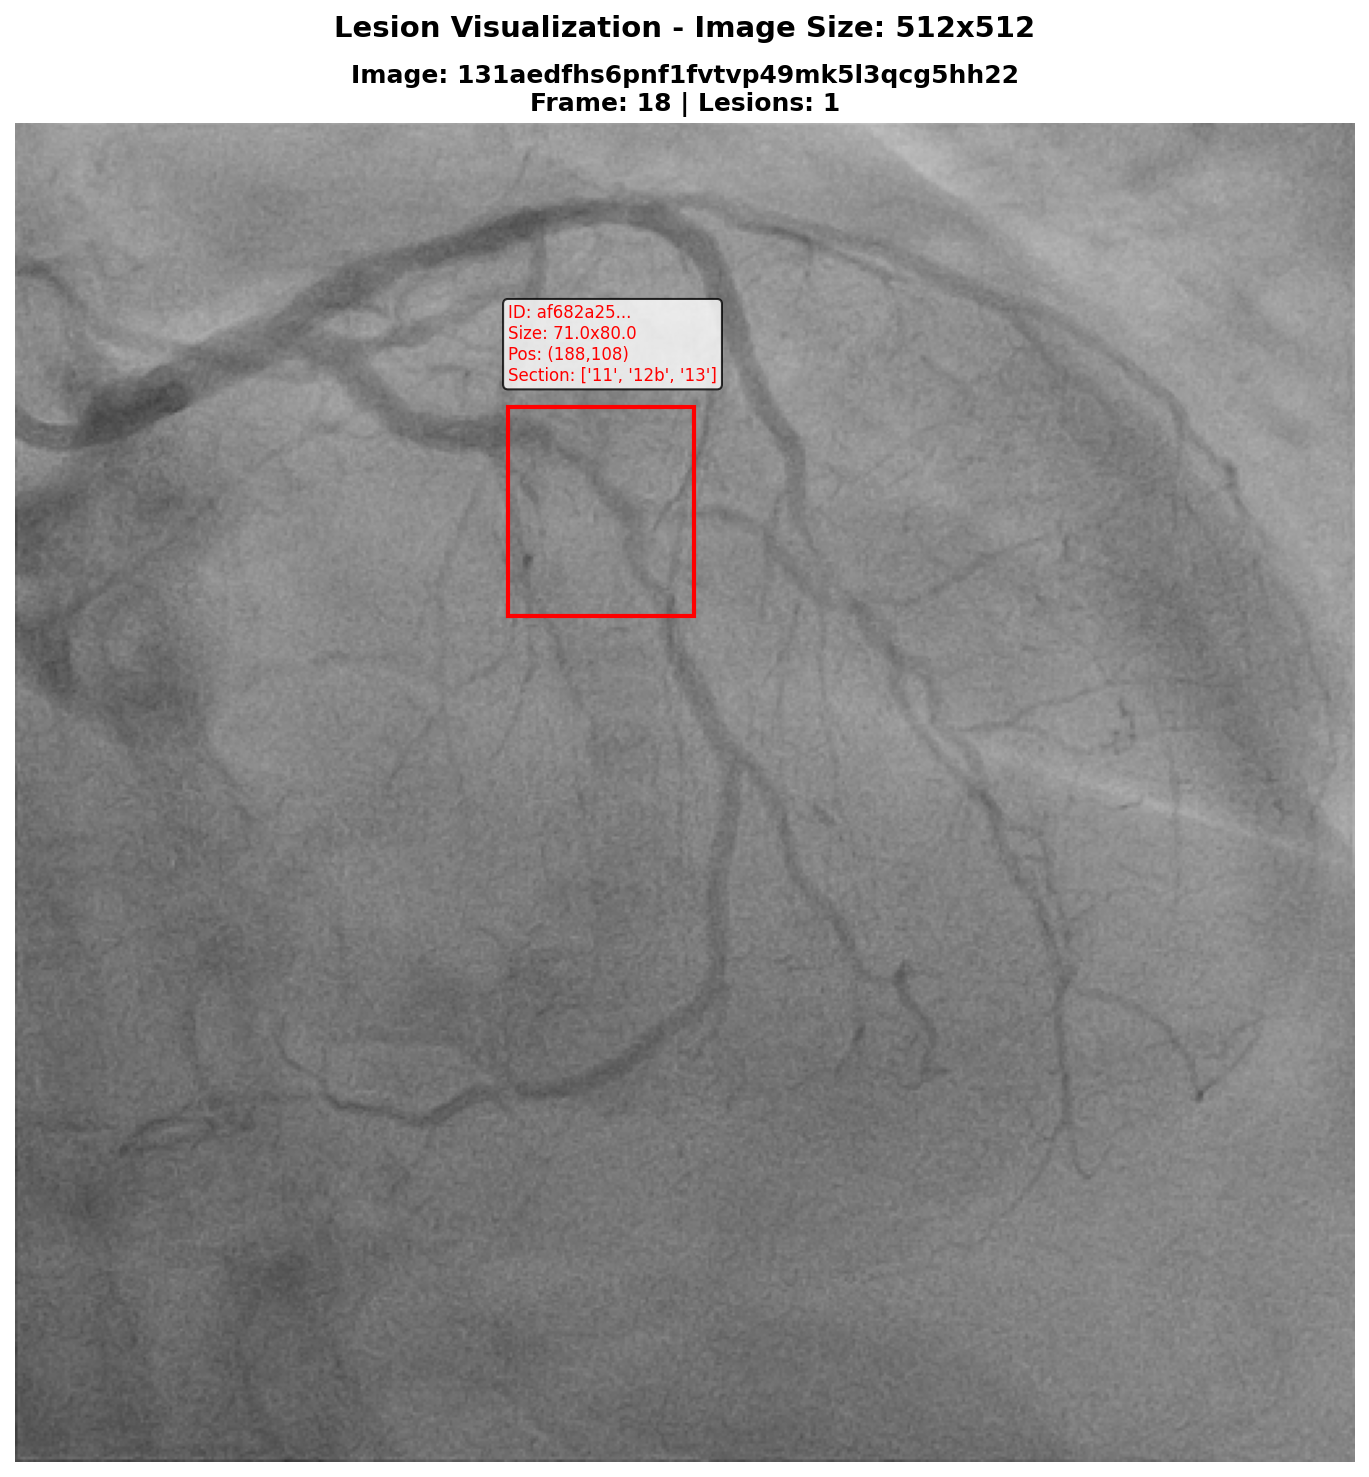 Lesion Visualization - Image Size: 512x512
Image: 131aedfhs6pnf1fvtvp49mk5l3qcg5hh22
Frame: 18 | Lesions: 1
ID: af682a25...
Size: 71.0x80.0
Pos: (188,108)
Section: ['11', '12b', '13']